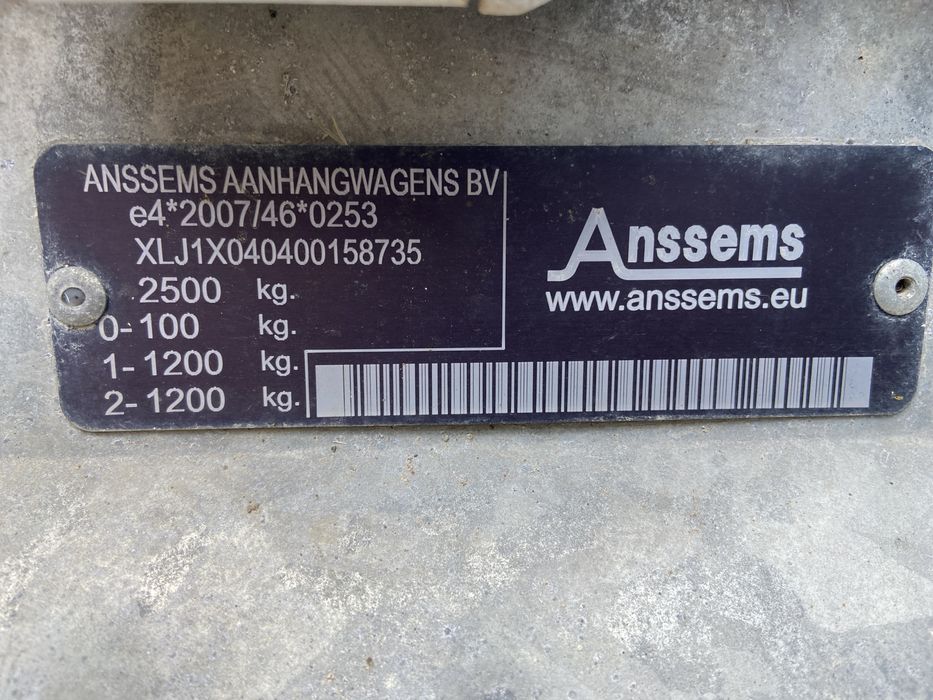 ANSSEMS AANHANGWAGENS BV
e4*2007/46*0253
XLJ1X040400158735
2500 kg.
0-100 kg.
1-1200 kg.
2-1200 kg.
Anssems
www.anssems.eu